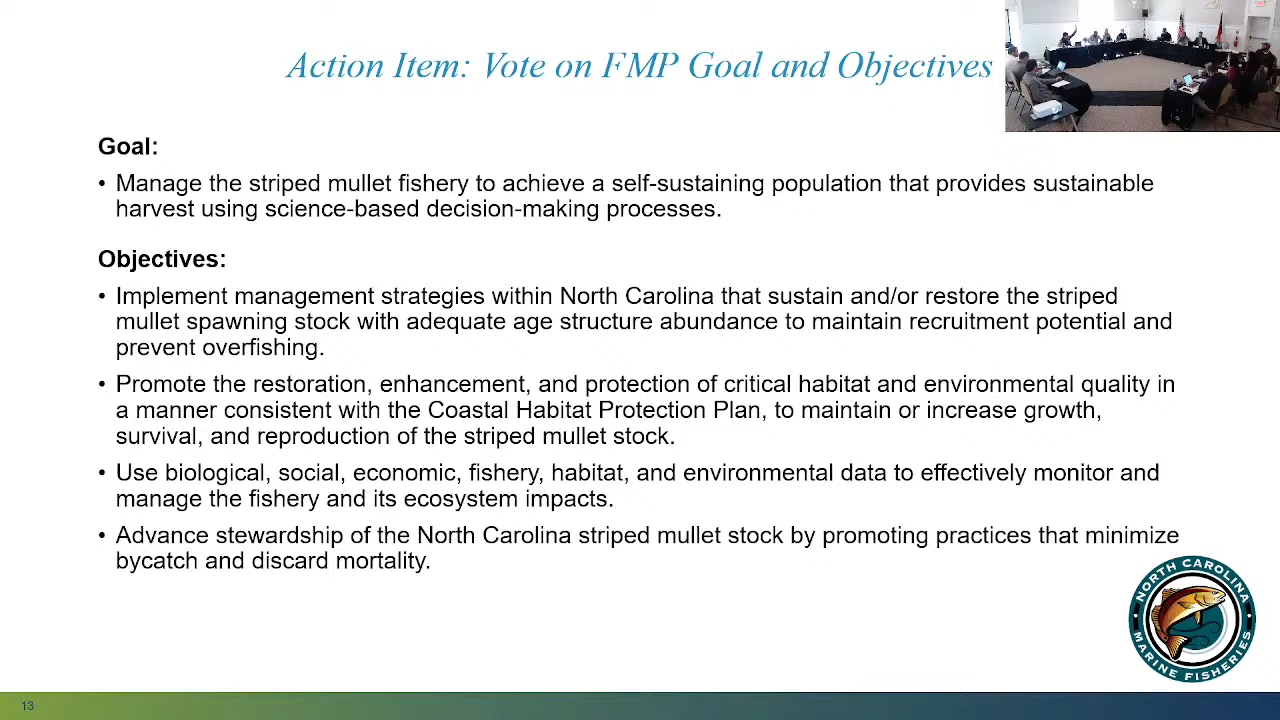 Action Item: Vote on FMP Goal and Objectives
Goal:
• Manage the striped mullet fishery to achieve a self-sustaining population that provides sustainable
harvest using science-based decision-making processes.
Objectives:
• Implement management strategies within North Carolina that sustain and/or restore the striped
mullet spawning stock with adequate age structure abundance to maintain recruitment potential and
prevent overfishing.
• Promote the restoration, enhancement, and protection of critical habitat and environmental quality in
a manner consistent with the Coastal Habitat Protection Plan, to maintain or increase growth,
survival, and reproduction of the striped mullet stock.
• Use biological, social, economic, fishery, habitat, and environmental data to effectively monitor and
manage the fishery and its ecosystem impacts.
• Advance stewardship of the North Carolina striped mullet stock by promoting practices that minimize
bycatch and discard mortality.
NORTH CAROLINA
MARINE FISHERIES
13